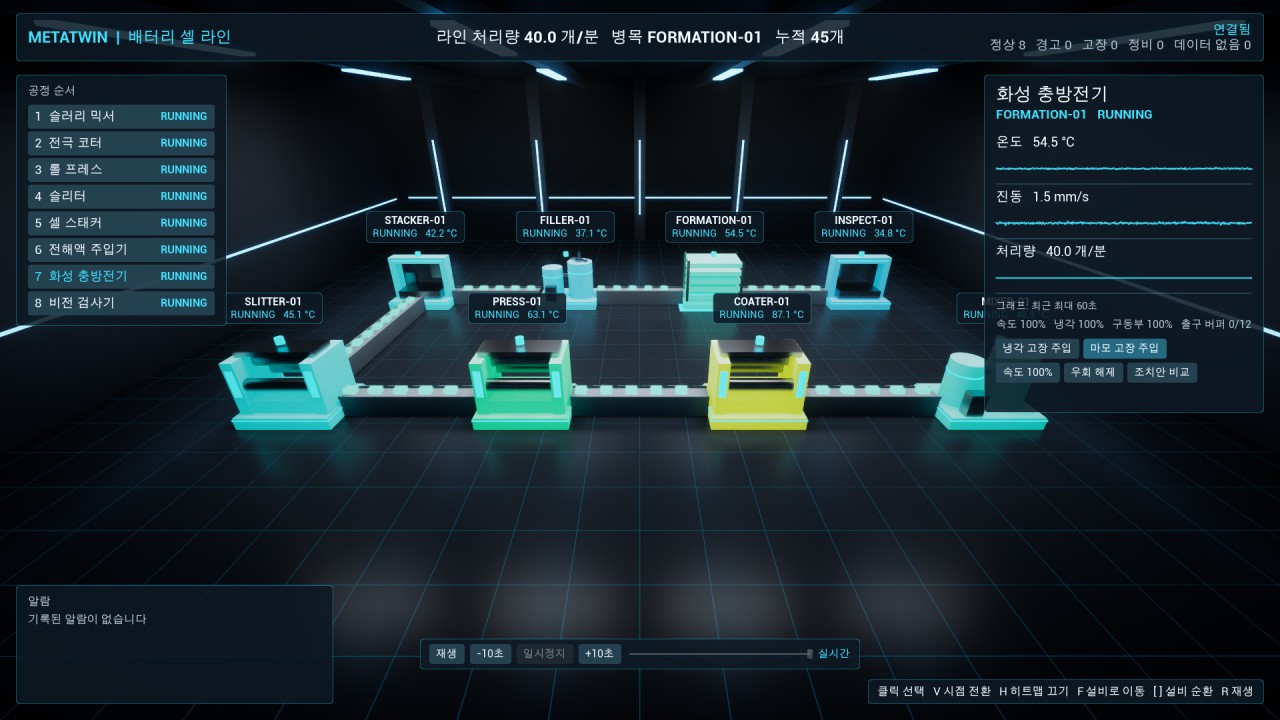 METATWIN | 배터리 셀 라인
라인 처리량 40.0 개/분 병목 FORMATION-01 누적 45개
연결됨
정상 8 경고 0 고장 0 정비 0 데이터 없음 0
공정 순서
1 슬러리 믹서 RUNNING
2 전극 코터 RUNNING
3 롤 프레스 RUNNING
4 슬리터 RUNNING
5 셀 스태커 RUNNING
6 전해액 주입기 RUNNING
7 화성 충방전기 RUNNING
8 비전 검사기 RUNNING
STACKER-01
RUNNING 42.2 °C
FILLER-01
RUNNING 37.1 °C
FORMATION-01
RUNNING 54.5 °C
INSPECT-01
RUNNING 34.8 °C
SLITTER-01
RUNNING 45.1 °C
PRESS-01
RUNNING 63.1 °C
COATER-01
RUNNING 87.1 °C
화성 충방전기
FORMATION-01 RUNNING
온도 54.5 °C
진동 1.5 mm/s
처리량 40.0 개/분
그래프: 최근 최대 60초
속도 100% 냉각 100% 구동부 100% 출구 버퍼 0/12
냉각 고장 주입 마모 고장 주입
속도 100% 우회 해제 조치안 비교
알람
기록된 알람이 없습니다
재생 -10초 일시정지 +10초 실시간
클릭 선택 V 시점 전환 H 히트맵 끄기 F 설비로 이동 [ ] 설비 순환 R 재생